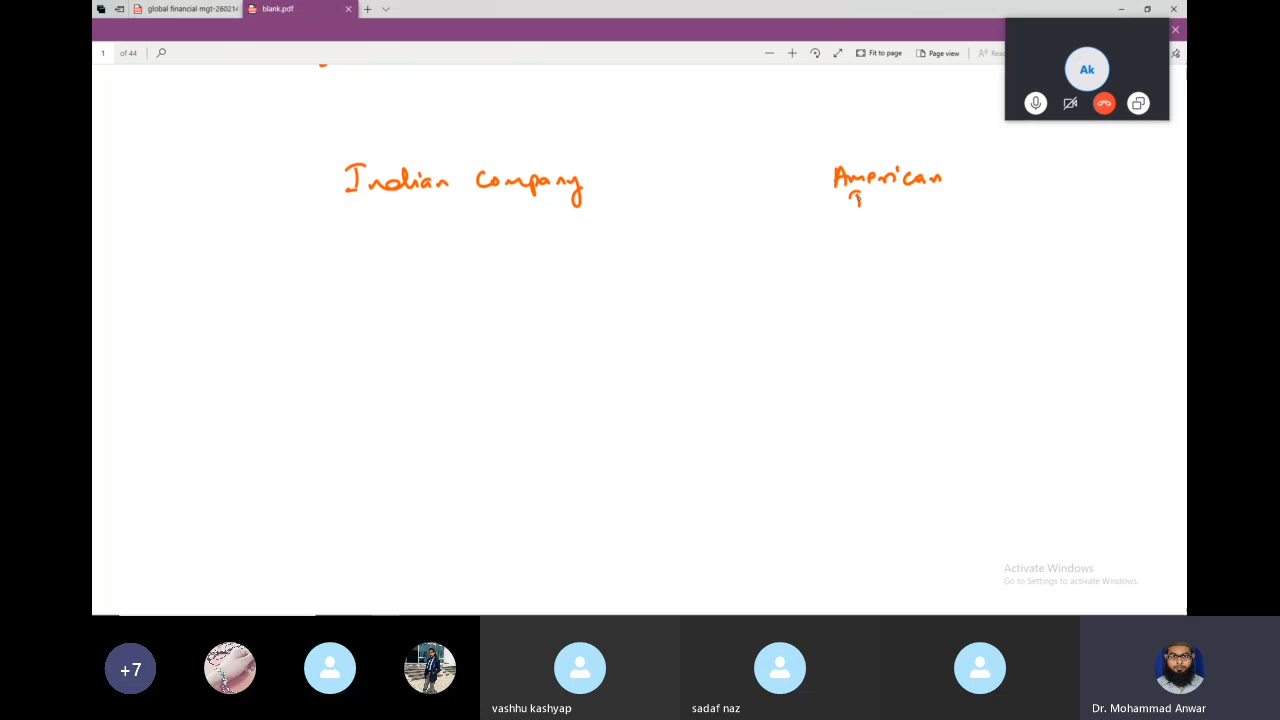 global financial mgt-260214
blank.pdf
1 of 44
Fit to page
Page view
Rea
Ak
Indian Company
American
Activate Windows
Go to Settings to activate Windows.
+7
vashhu kashyap
sadaf naz
Dr. Mohammad Anwar